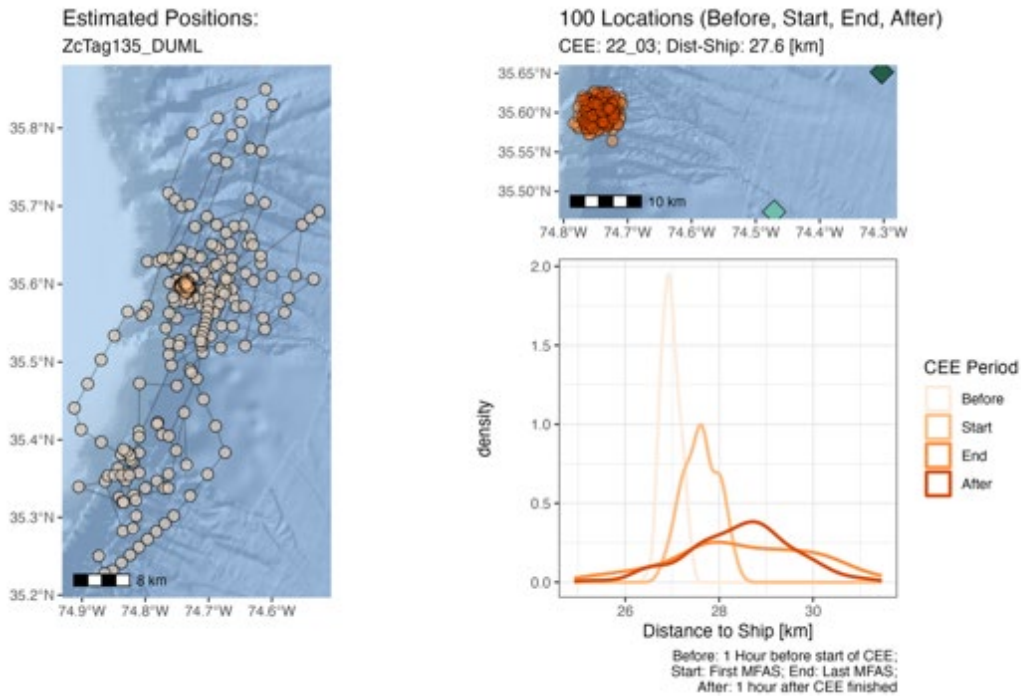 Estimated Positions:
ZcTag135_DUML
35.8°N
35.7°N
35.6°N
35.5°N
35.4°N
35.3°N
35.2°N
8 km
74.9°W 74.8°W 74.7°W 74.6°W
100 Locations (Before, Start, End, After)
CEE: 22_03; Dist-Ship: 27.6 [km]
35.65°N
35.60°N
35.55°N
35.50°N
10 km
74.8°W 74.7°W 74.6°W 74.5°W 74.4°W 74.3°W
2.0
1.5
1.0
0.5
0.0
density
26 28 30
Distance to Ship [km]
CEE Period
Before
Start
End
After
Before: 1 Hour before start of CEE;
Start: First MFAS; End: Last MFAS;
After: 1 hour after CEE finished